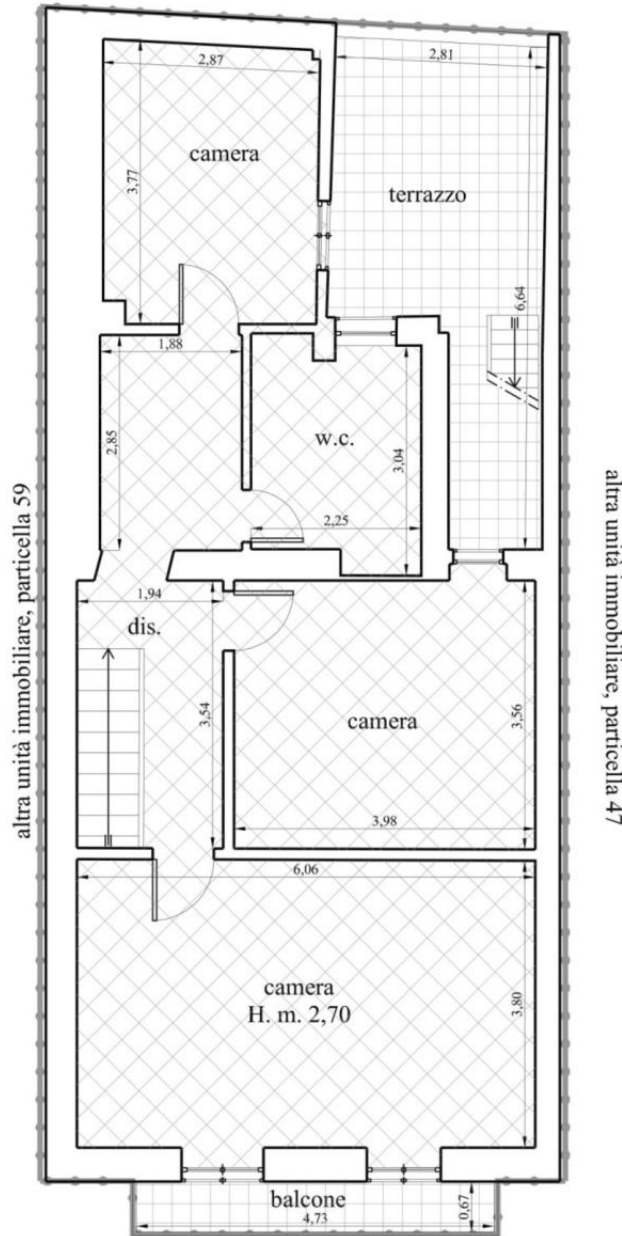 2,87
2,81
camera
3,77
terrazzo
6,64
1,88
2,85
w.c.
3,04
2,25
altra unità immobiliare, particella 59
altra unità immobiliare, particella 47
1,94
dis.
3,54
camera
3,56
3,98
6,06
camera
H. m. 2,70
3,80
balcone
4,73
0,67